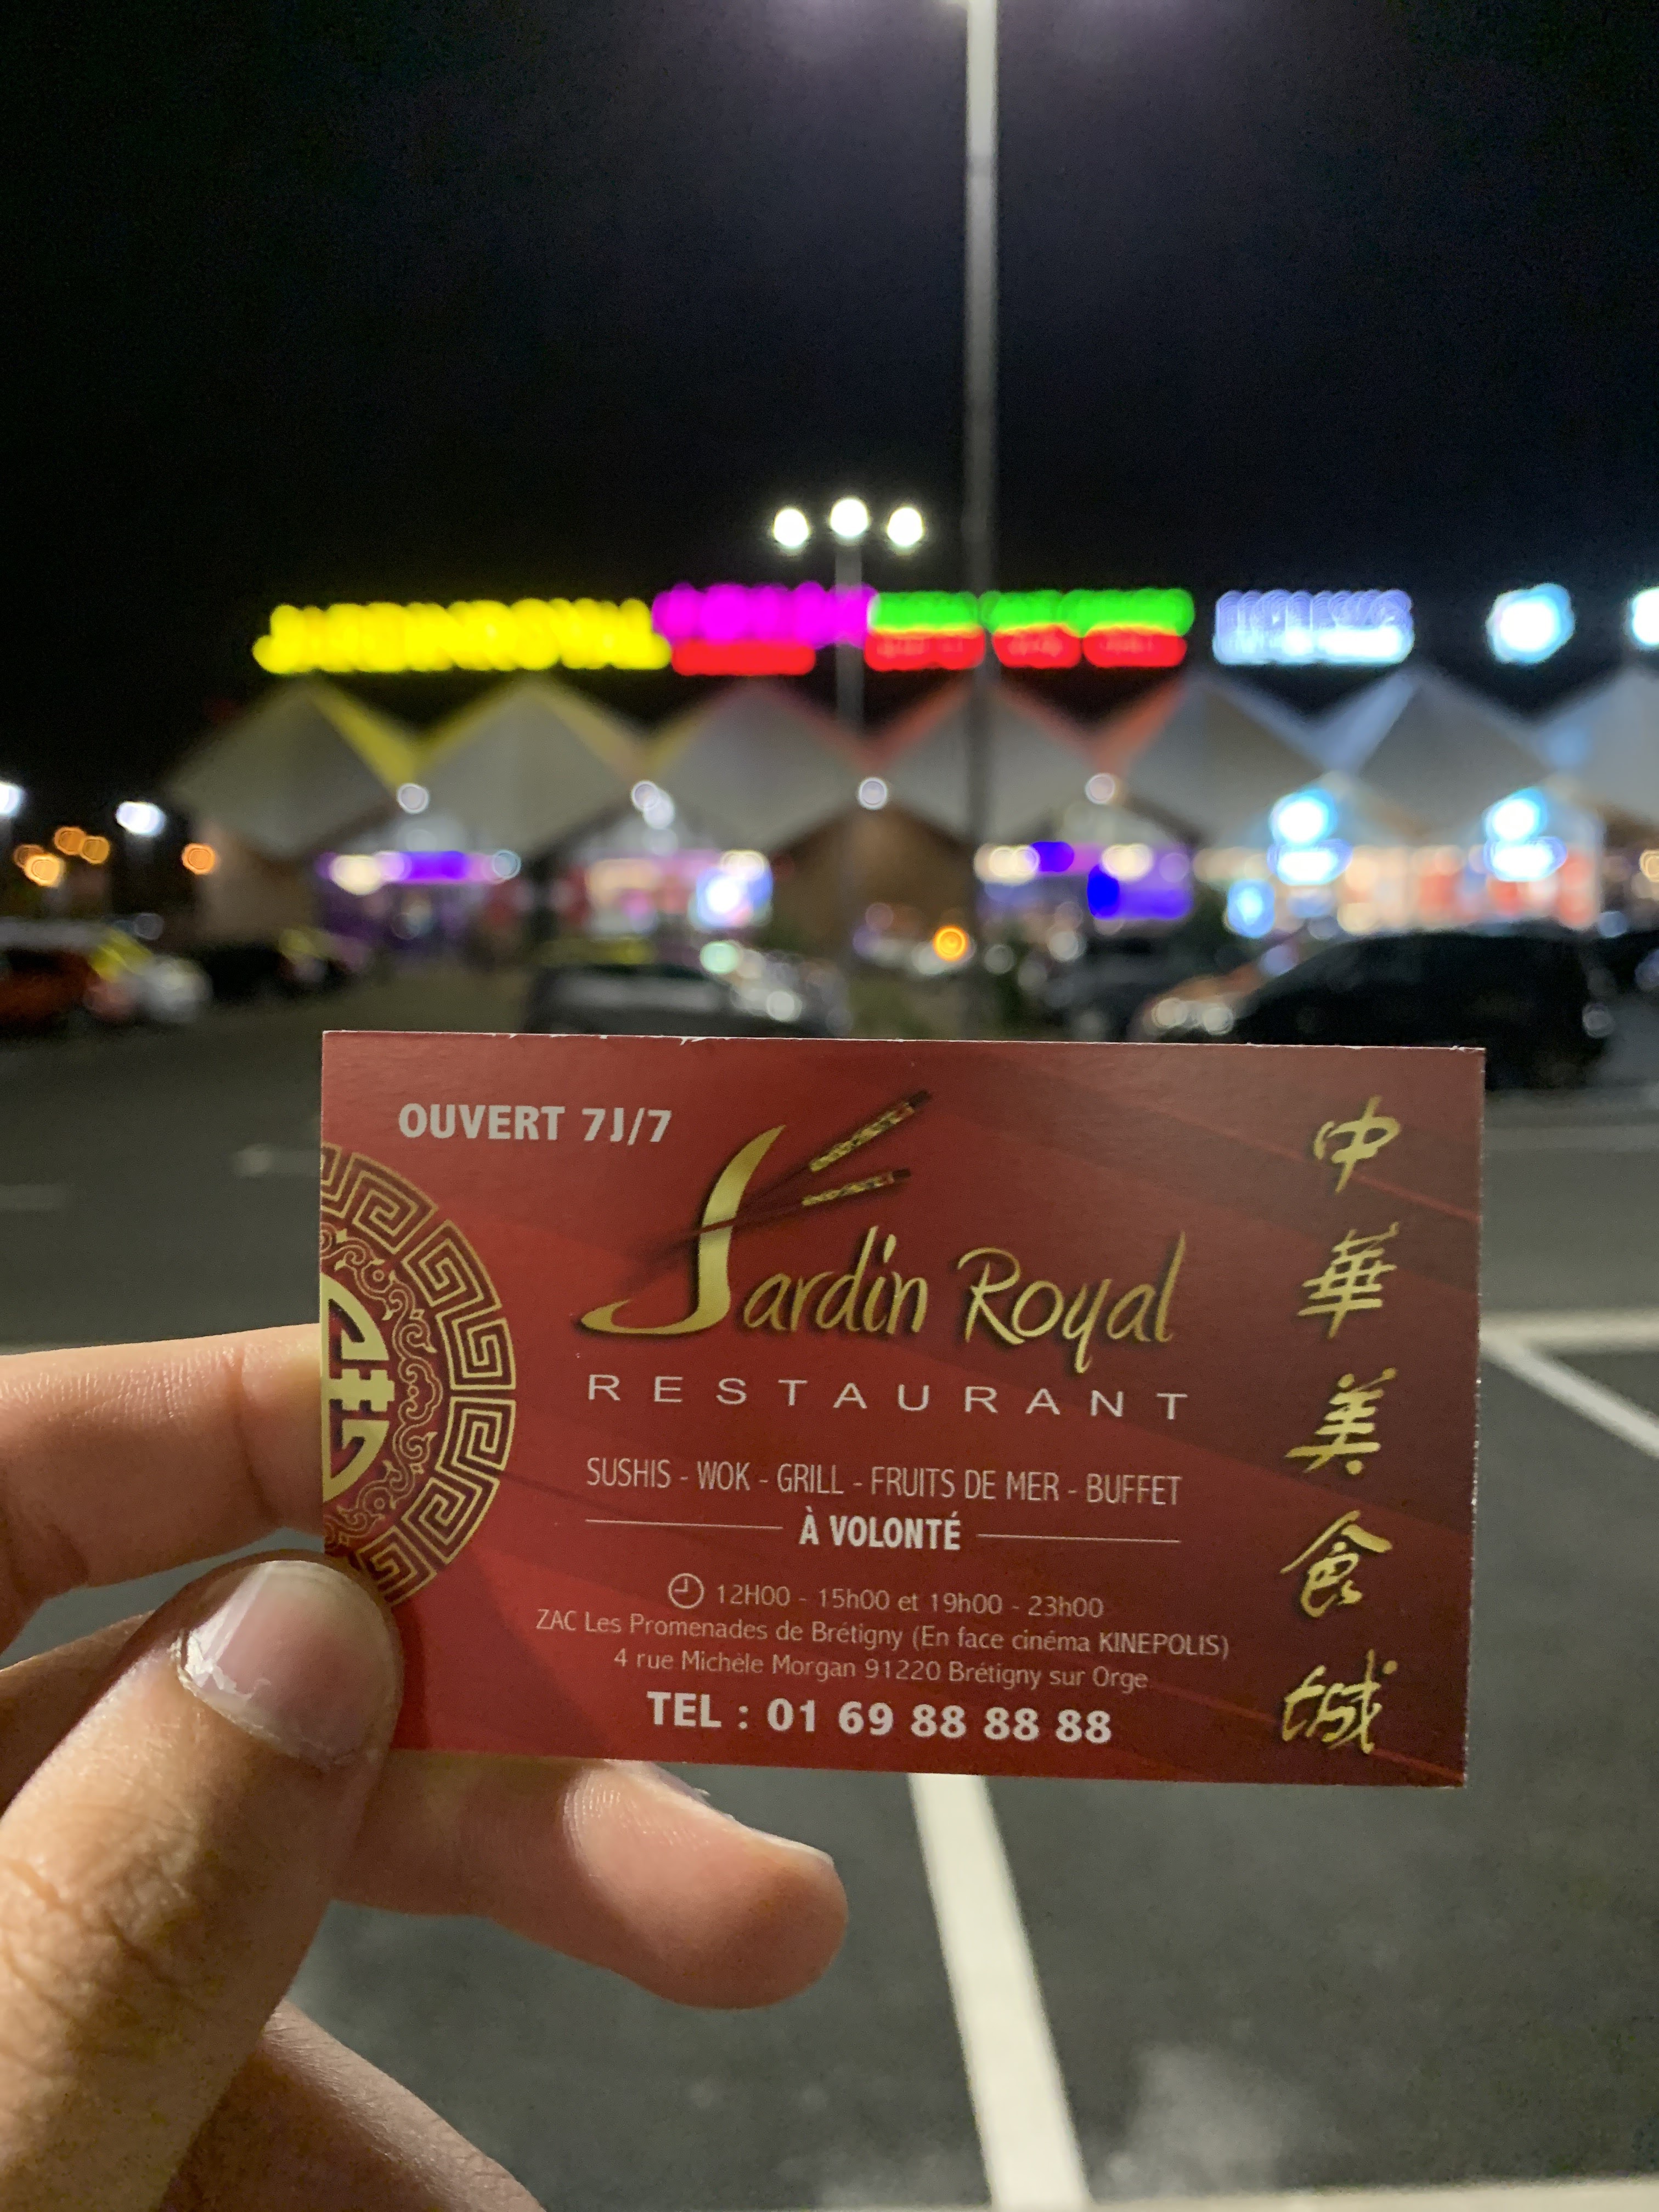 OUVERT 7J/7
Jardin Royal
RESTAURANT
SUSHIS - WOK - GRILL - FRUITS DE MER - BUFFET
À VOLONTÉ
12H00 - 15h00 et 19h00 - 23h00
ZAC Les Promenades de Brétigny (En face cinéma KINEPOLIS)
4 rue Michèle Morgan 91220 Brétigny sur Orge
TEL : 01 69 88 88 88
中華美食城